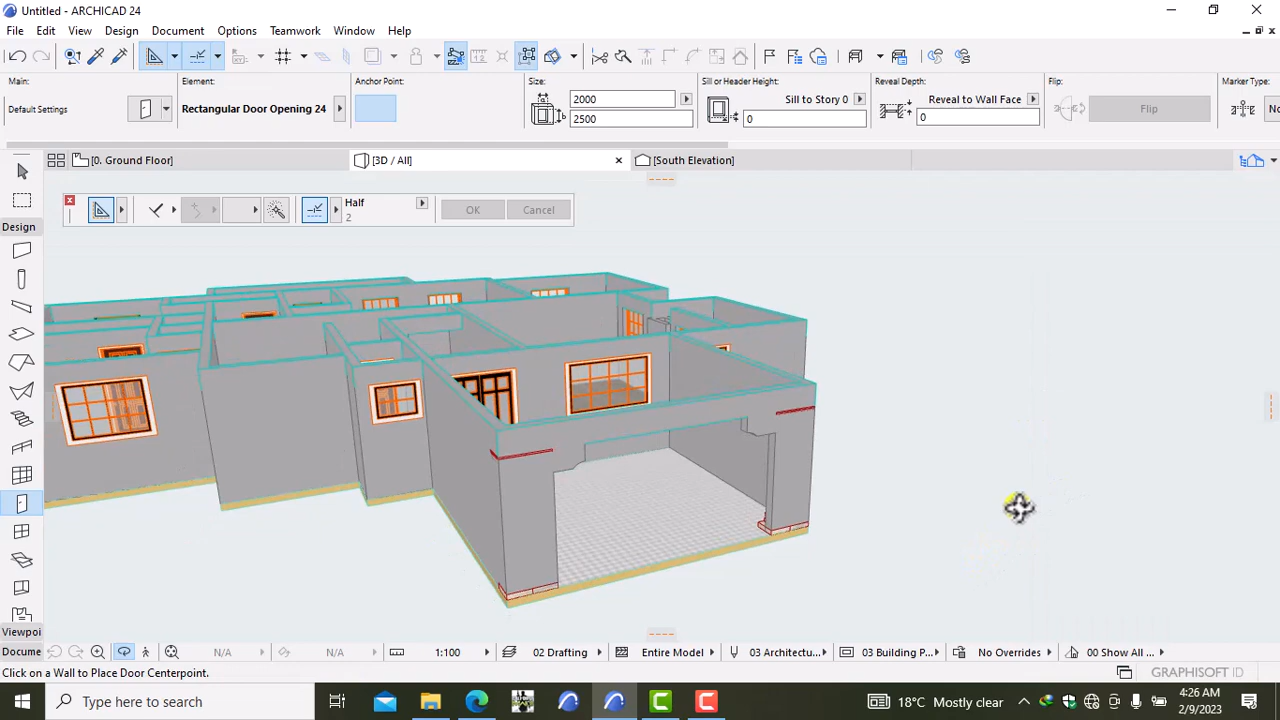 Untitled - ARCHICAD 24
File Edit View Design Document Options Teamwork Window Help
Main: Element: Anchor Point: Size: Sill or Header Height: Reveal Depth: Flip: Marker Type
Default Settings Rectangular Door Opening 24 2000 Sill to Story 0 Reveal to Wall Face Flip No
2500 0 0
[0. Ground Floor] [3D / All] [South Elevation]
Half
2
OK Cancel
Design
Viewpoi
Docume N/A N/A 1:100 02 Drafting Entire Model 03 Architectu... 03 Building P... No Overrides 00 Show All ...
Click on a Wall to Place Door Centerpoint. GRAPHISOFT ID
Type here to search 18°C Mostly clear 4:26 AM
2/9/2023